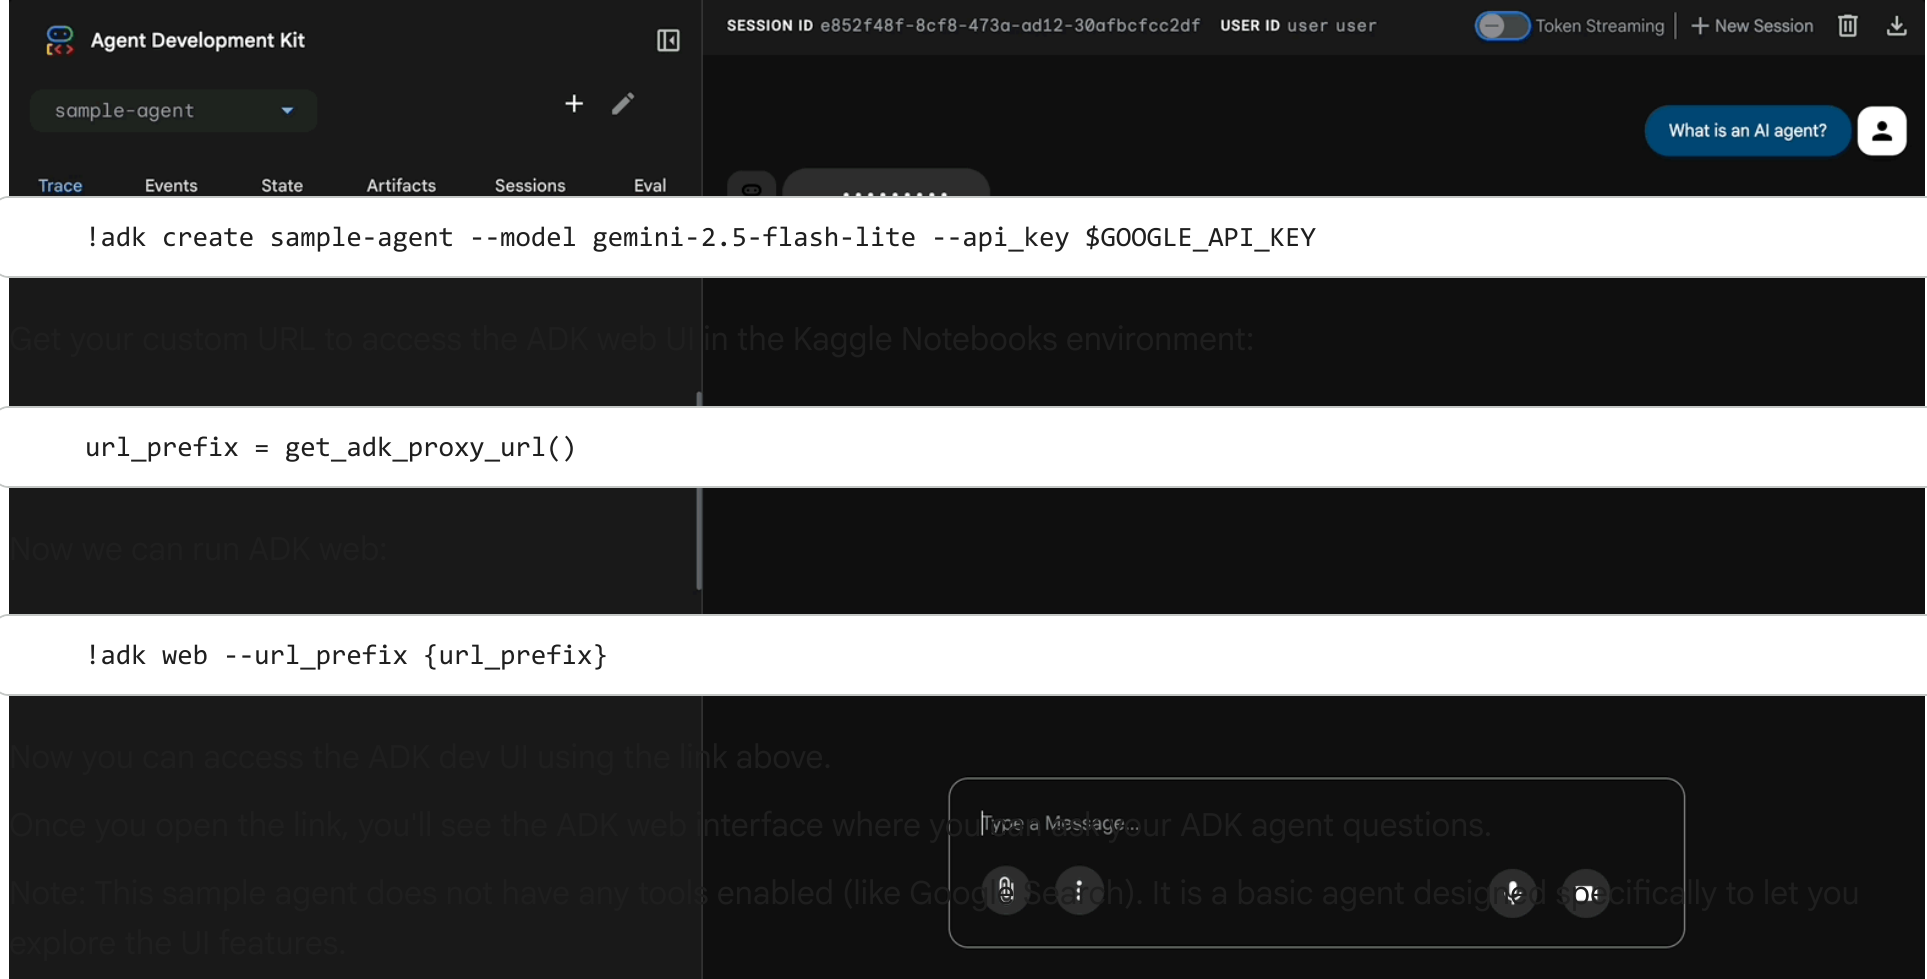 Agent Development Kit
SESSION ID e852f48f-8cf8-473a-ad12-30afbcfcc2df USER ID user user
Token Streaming
New Session
sample-agent
What is an AI agent?
Trace Events State Artifacts Sessions Eval
!adk create sample-agent --model gemini-2.5-flash-lite --api_key $GOOGLE_API_KEY
Get your custom URL to access the ADK web UI in the Kaggle Notebooks environment:
url_prefix = get_adk_proxy_url()
Now we can run ADK web:
!adk web --url_prefix {url_prefix}
Now you can access the ADK dev UI using the link above.
Once you open the link, you'll see the ADK web interface where you can ask your ADK agent questions.
Type a Message...
Note: This sample agent does not have any tools enabled (like Google Search). It is a basic agent designed specifically to let you
explore the UI features.